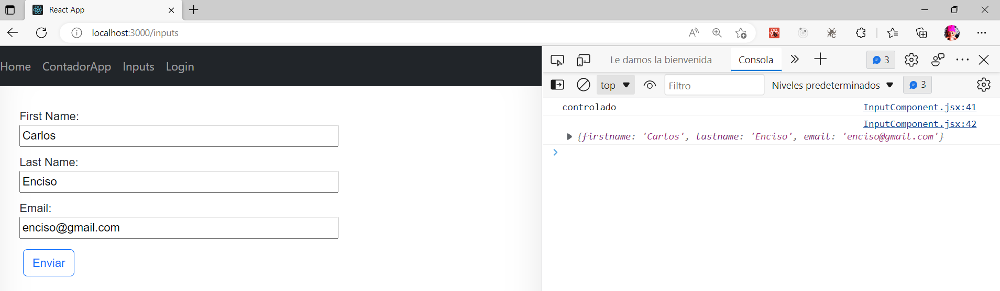 React App
localhost:3000/inputs
Home ContadorApp Inputs Login
First Name:
Carlos
Last Name:
Enciso
Email:
enciso@gmail.com
Enviar
Le damos la bienvenida Consola 3
top Filtro Niveles predeterminados 3
controlado InputComponent.jsx:41
InputComponent.jsx:42
{firstname: 'Carlos', lastname: 'Enciso', email: 'enciso@gmail.com'}